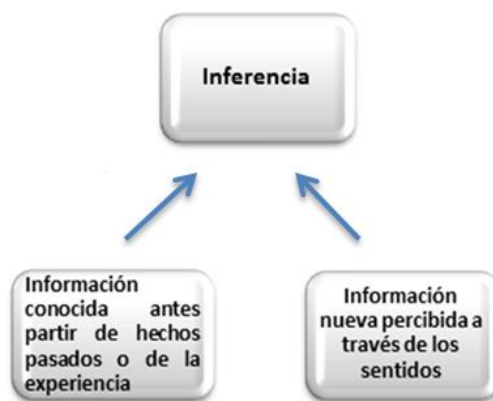 Inferencia
Información
conocida antes
partir de hechos
pasados o de la
experiencia
Información
nueva percibida a
través de los
sentidos